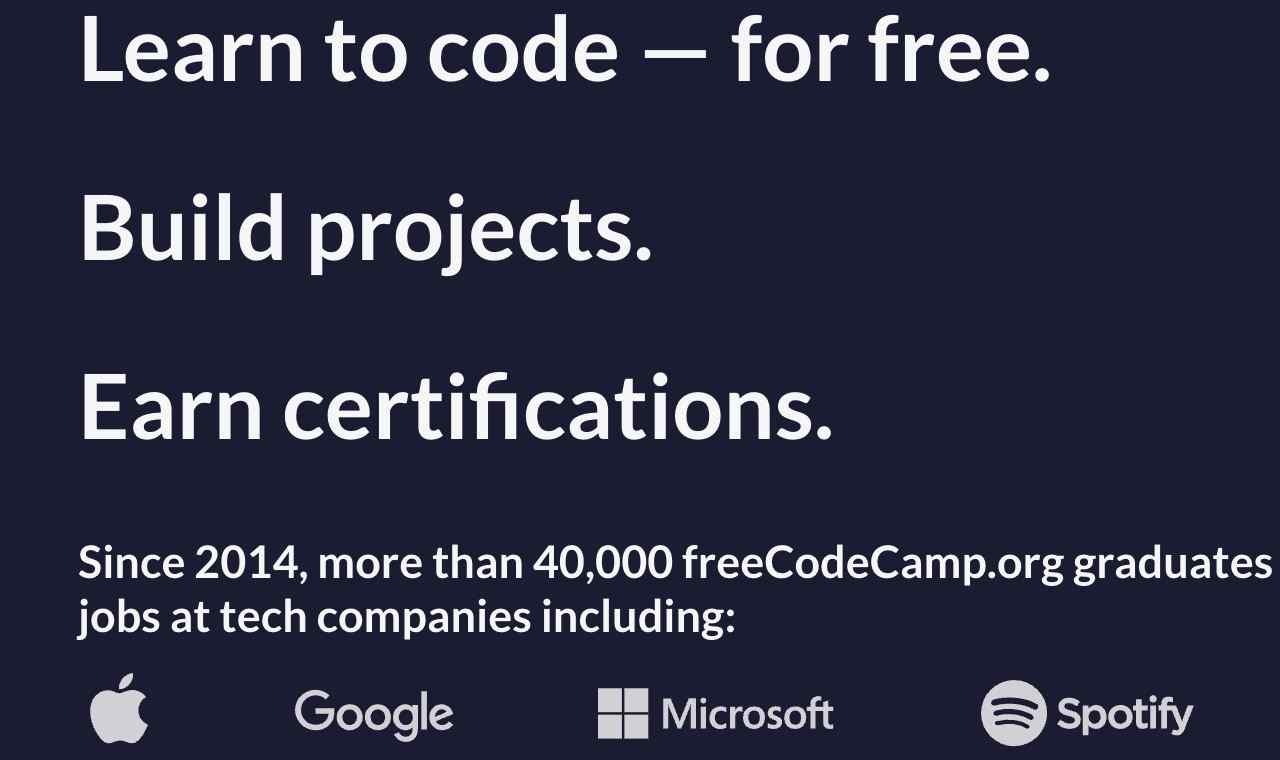 Learn to code — for free.
Build projects.
Earn certifications.
Since 2014, more than 40,000 freeCodeCamp.org graduates
jobs at tech companies including:
Google Microsoft Spotify